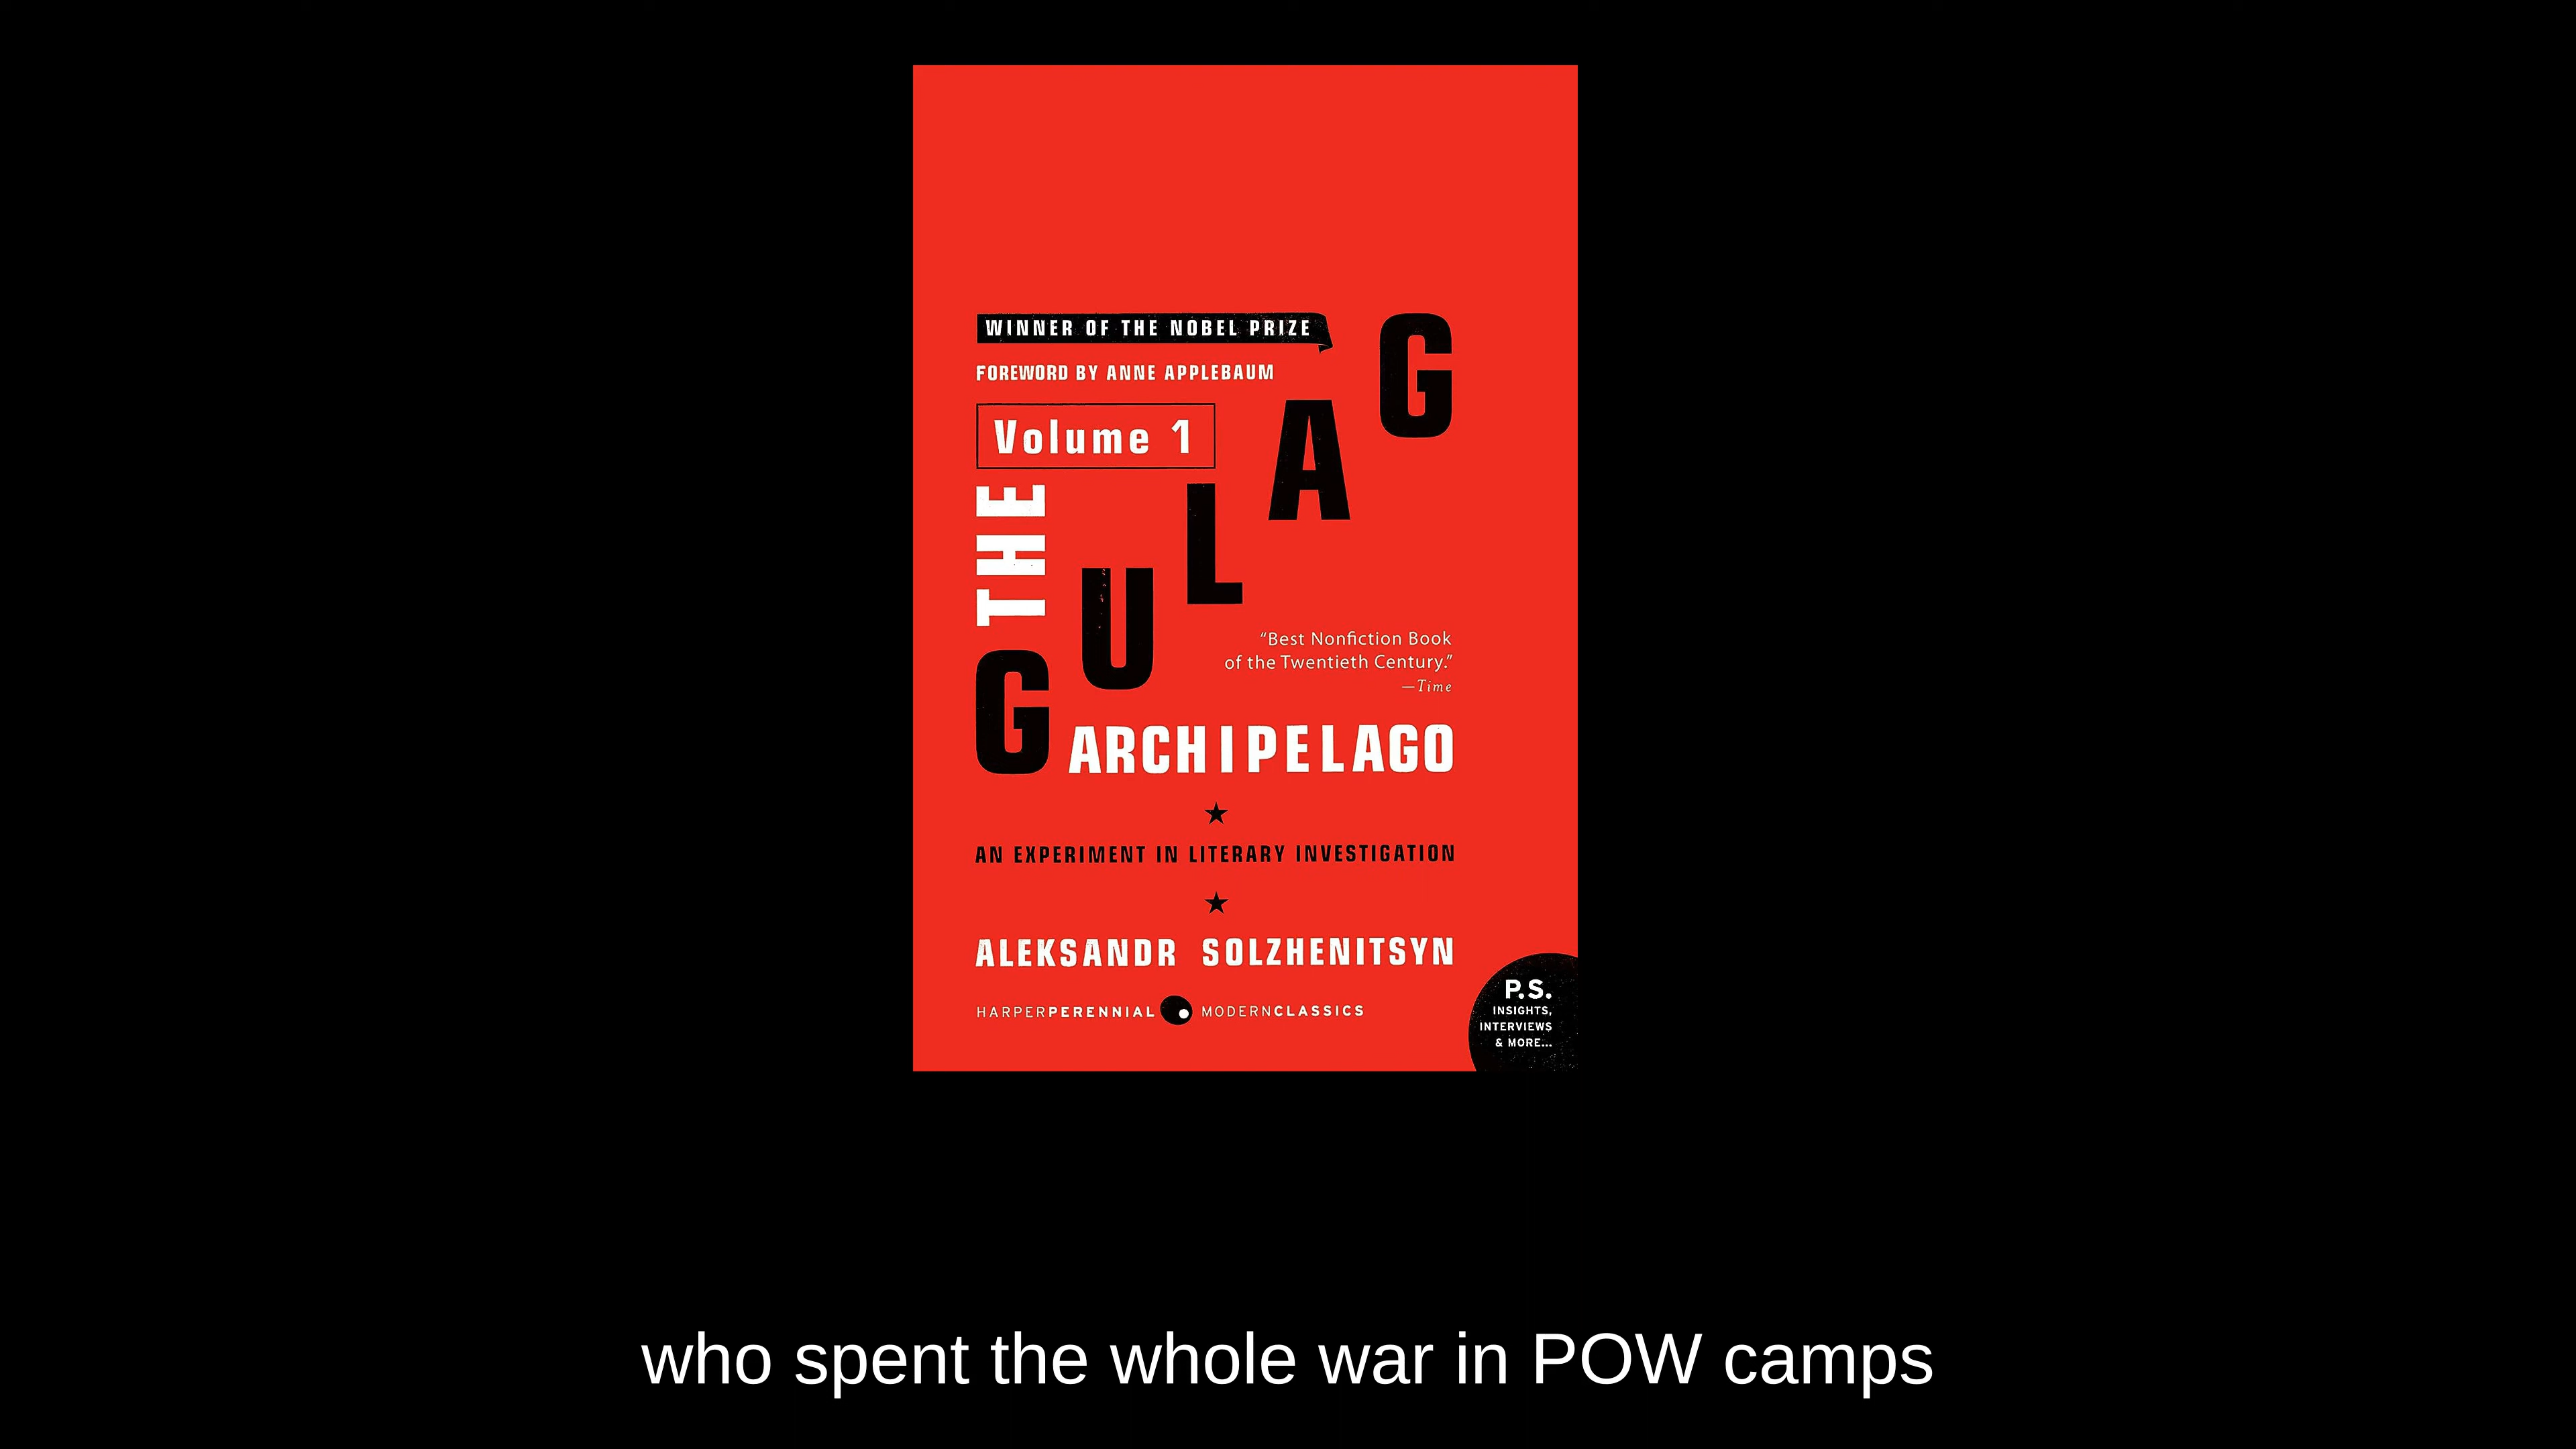 WINNER OF THE NOBEL PRIZE
FOREWORD BY ANNE APPLEBAUM
Volume 1
THE
GULAG
"Best Nonfiction Book
of the Twentieth Century."
—Time
ARCHIPELAGO
AN EXPERIMENT IN LITERARY INVESTIGATION
ALEKSANDR SOLZHENITSYN
HARPERPERENNIAL MODERNCLASSICS
P.S.
INSIGHTS,
INTERVIEWS
& MORE...
who spent the whole war in POW camps